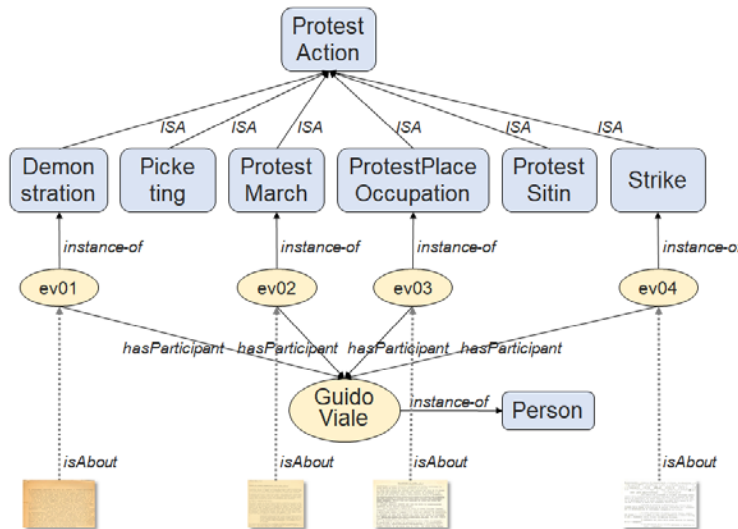 Protest
Action
ISA ISA ISA ISA ISA ISA
Demon
stration
Picke
ting
Protest
March
ProtestPlace
Occupation
Protest
Sitin
Strike
instance-of instance-of instance-of instance-of
ev01 ev02 ev03 ev04
hasParticipant hasParticipant hasParticipant hasParticipant
Guido
Viale
instance-of
Person
isAbout isAbout isAbout isAbout